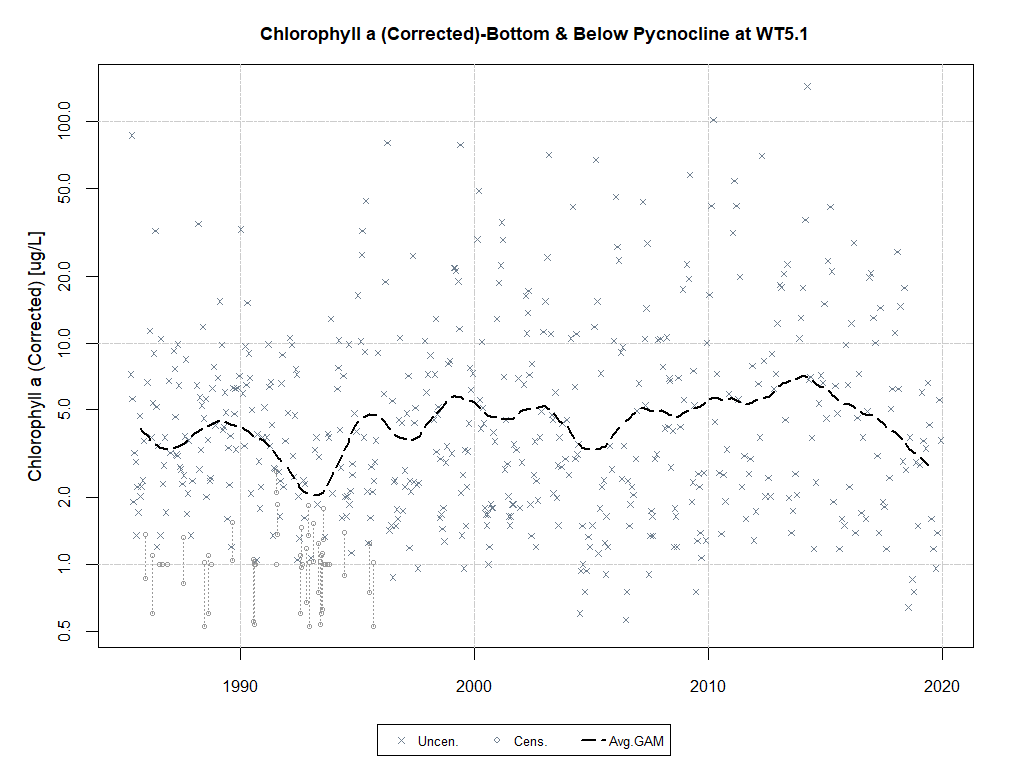 Chlorophyll a (Corrected)-Bottom & Below Pycnocline at WT5.1
Chlorophyll a (Corrected) [ug/L]
100.0
50.0
20.0
10.0
5.0
2.0
1.0
0.5
1990 2000 2010 2020
Uncen. Cens. Avg.GAM